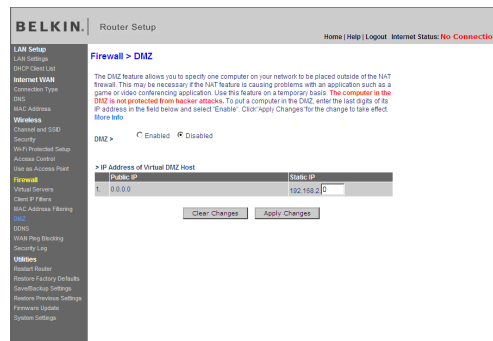 BELKIN.
Router Setup
Home | Help | Logout Internet Status: No Connectio
LAN Setup
LAN Settings
DHCP Client List
Internet WAN
Connection Type
DNS
MAC Address
Wireless
Channel and SSID
Security
Wi-Fi Protected Setup
Access Control
Use as Access Point
Firewall
Virtual Servers
Client IP Filters
MAC Address Filtering
DMZ
DDNS
WAN Ping Blocking
Security Log
Utilities
Restart Router
Restore Factory Defaults
Save/Backup Settings
Restore Previous Settings
Firmware Update
System Settings
Firewall > DMZ
The DMZ feature allows you to specify one computer on your network to be placed outside of the NAT
firewall. This may be necessary if the NAT feature is causing problems with an application such as a
game or video conferencing application. Use this feature on a temporary basis. The computer in the
DMZ is not protected from hacker attacks. To put a computer in the DMZ, enter the last digits of its
IP address in the field below and select "Enable". Click "Apply Changes" for the change to take effect.
More Info
DMZ > Enabled Disabled
> IP Address of Virtual DMZ Host
Public IP Static IP
1. 0.0.0.0 192.168.2. 0
Clear Changes Apply Changes